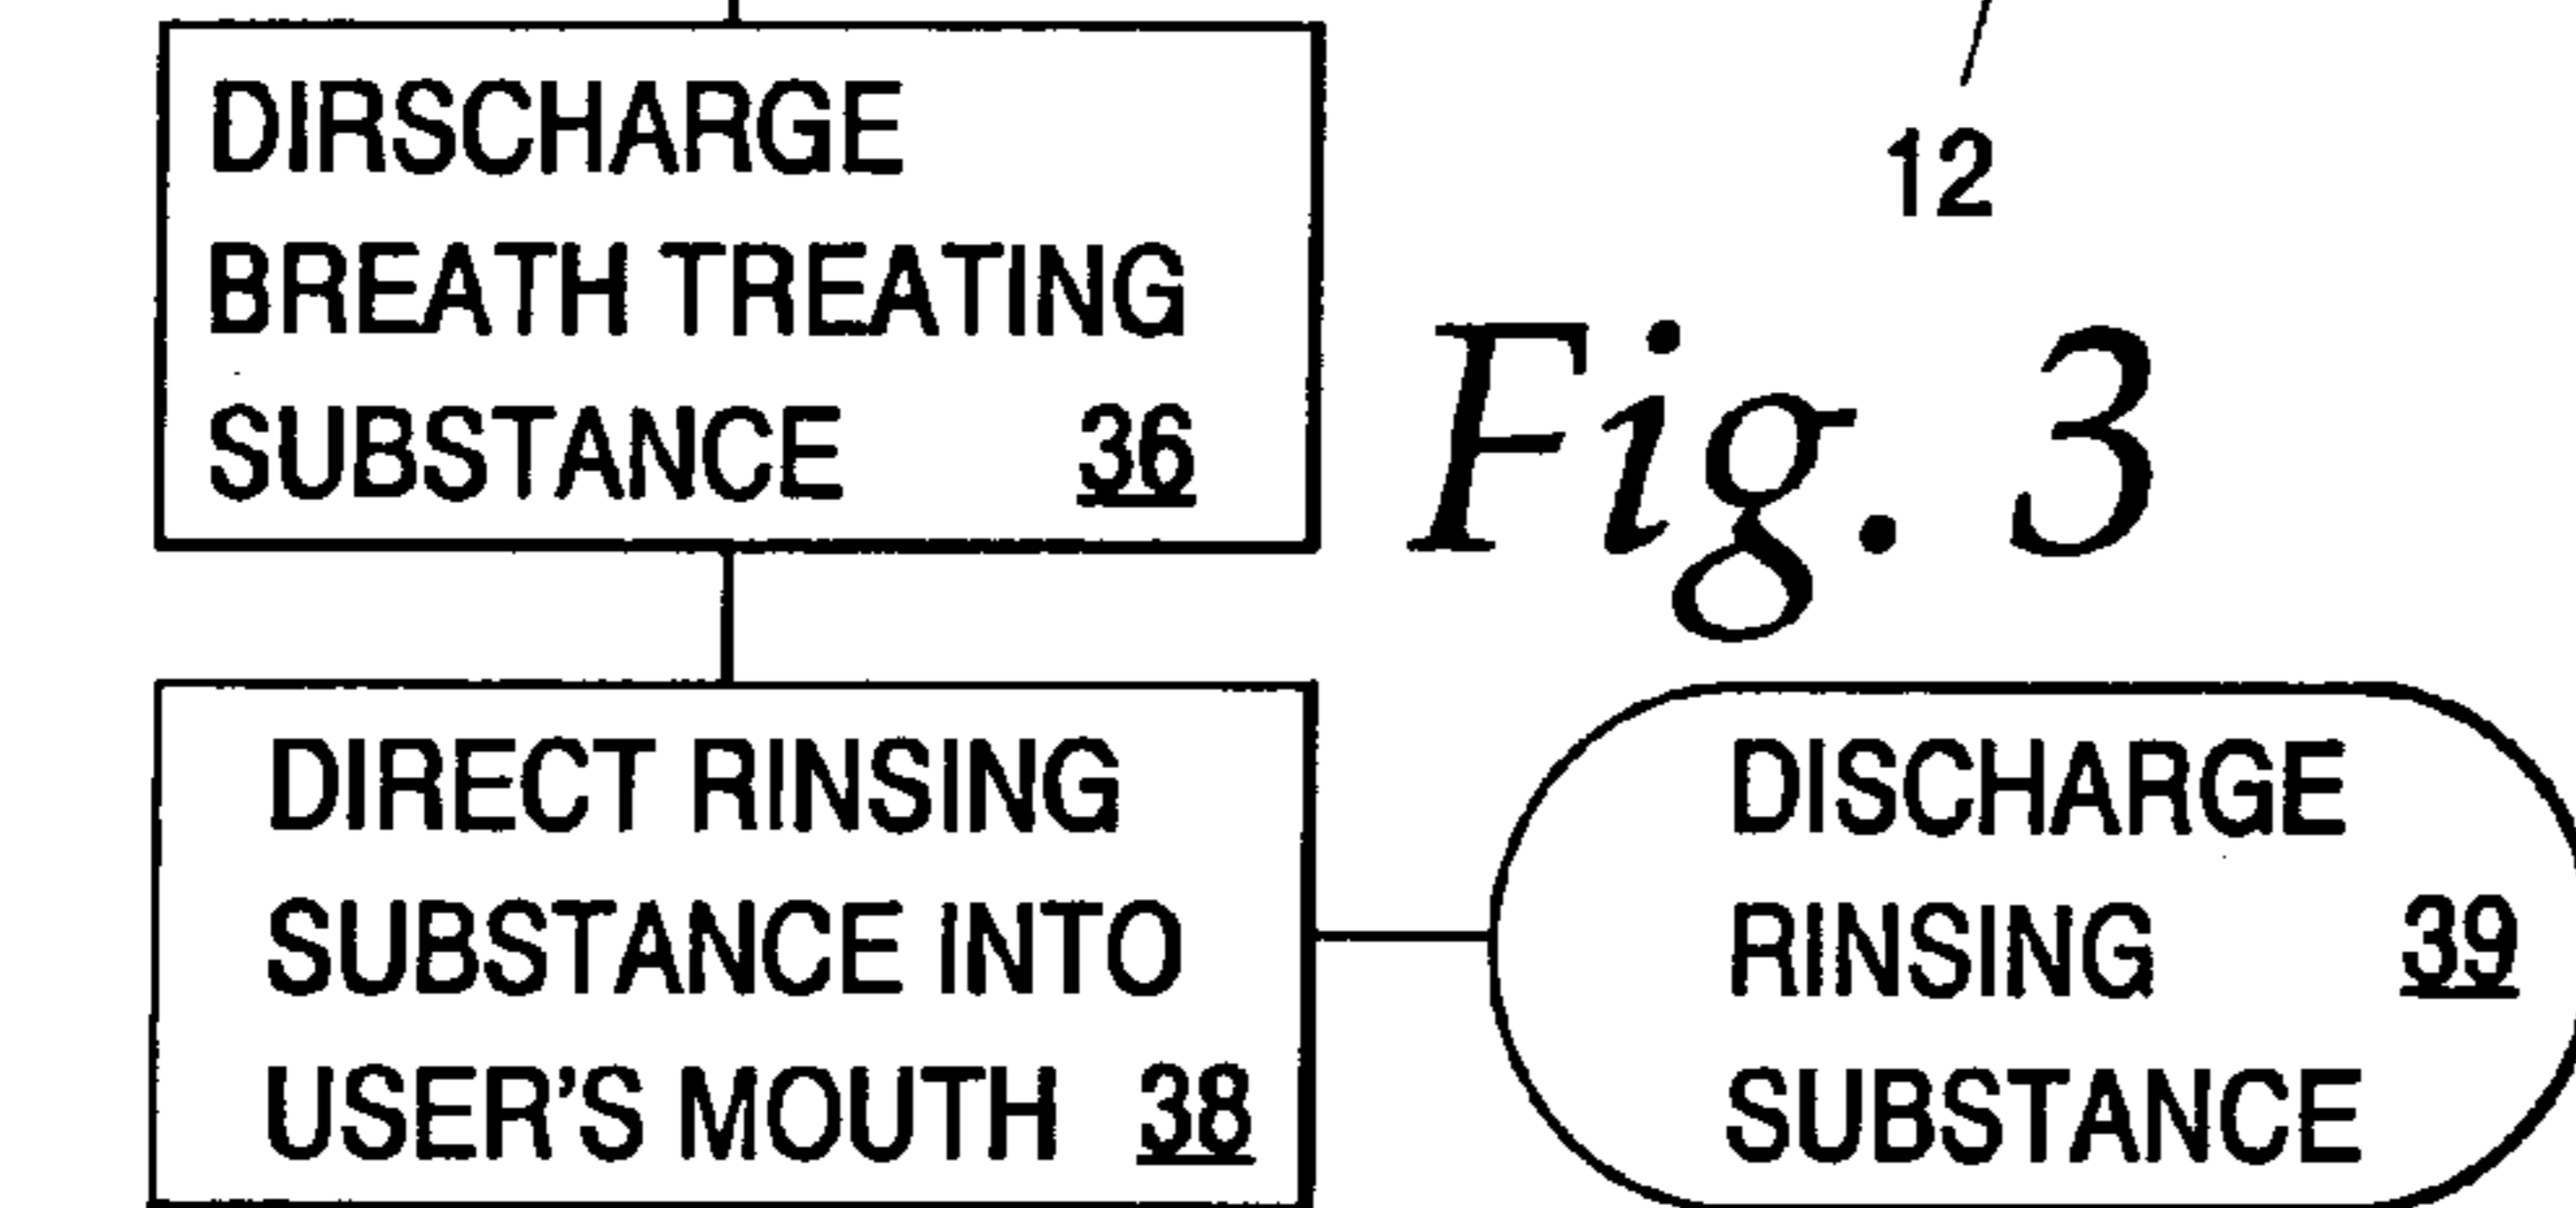 DIRSCHARGE
BREATH TREATING
SUBSTANCE 36
12
Fig. 3
DIRECT RINSING
SUBSTANCE INTO
USER'S MOUTH 38
DISCHARGE
RINSING 39
SUBSTANCE